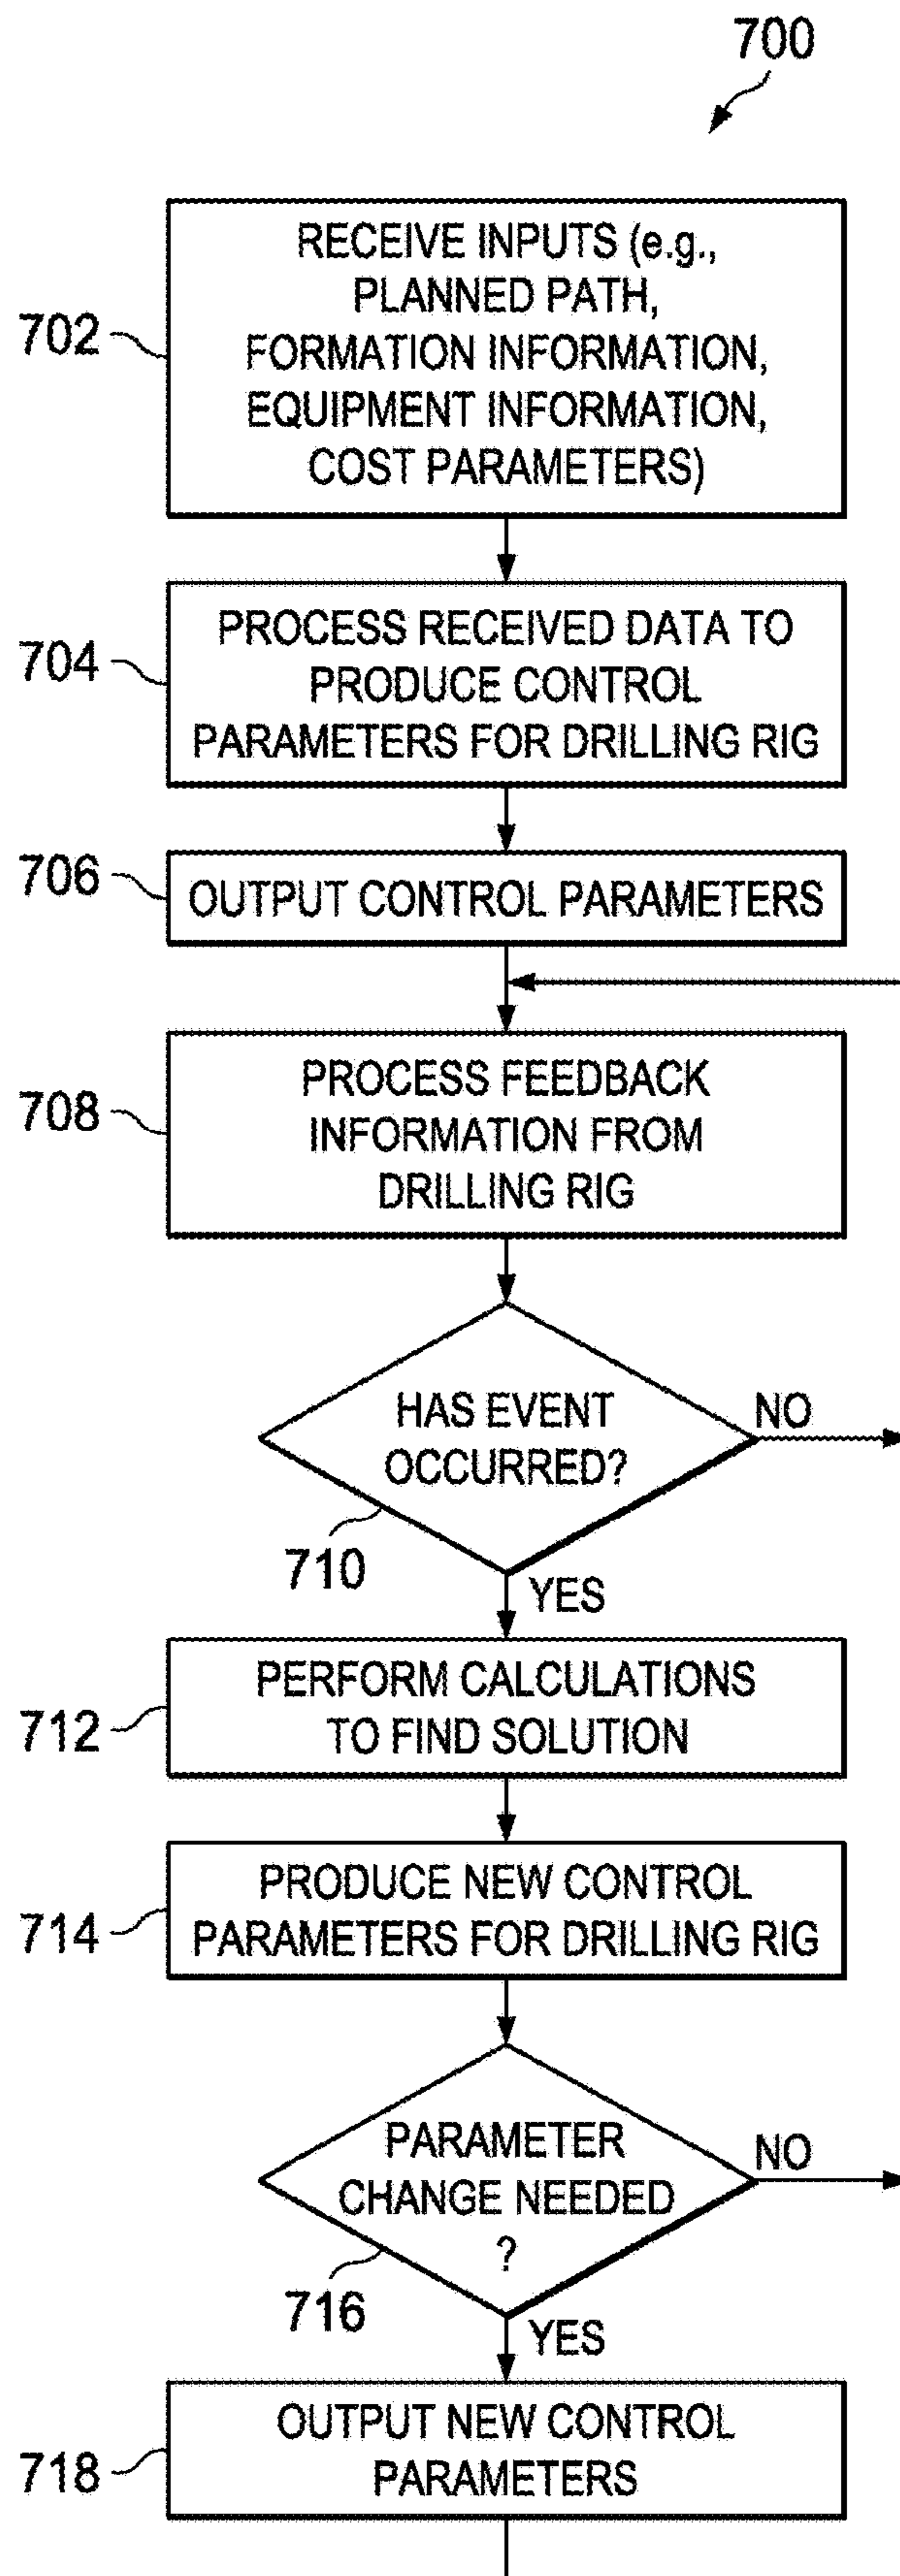 700
702
RECEIVE INPUTS (e.g.,
PLANNED PATH,
FORMATION INFORMATION,
EQUIPMENT INFORMATION,
COST PARAMETERS)
704
PROCESS RECEIVED DATA TO
PRODUCE CONTROL
PARAMETERS FOR DRILLING RIG
706
OUTPUT CONTROL PARAMETERS
708
PROCESS FEEDBACK
INFORMATION FROM
DRILLING RIG
HAS EVENT
OCCURRED?
NO
710
YES
712
PERFORM CALCULATIONS
TO FIND SOLUTION
714
PRODUCE NEW CONTROL
PARAMETERS FOR DRILLING RIG
PARAMETER
CHANGE NEEDED
?
NO
716
YES
718
OUTPUT NEW CONTROL
PARAMETERS